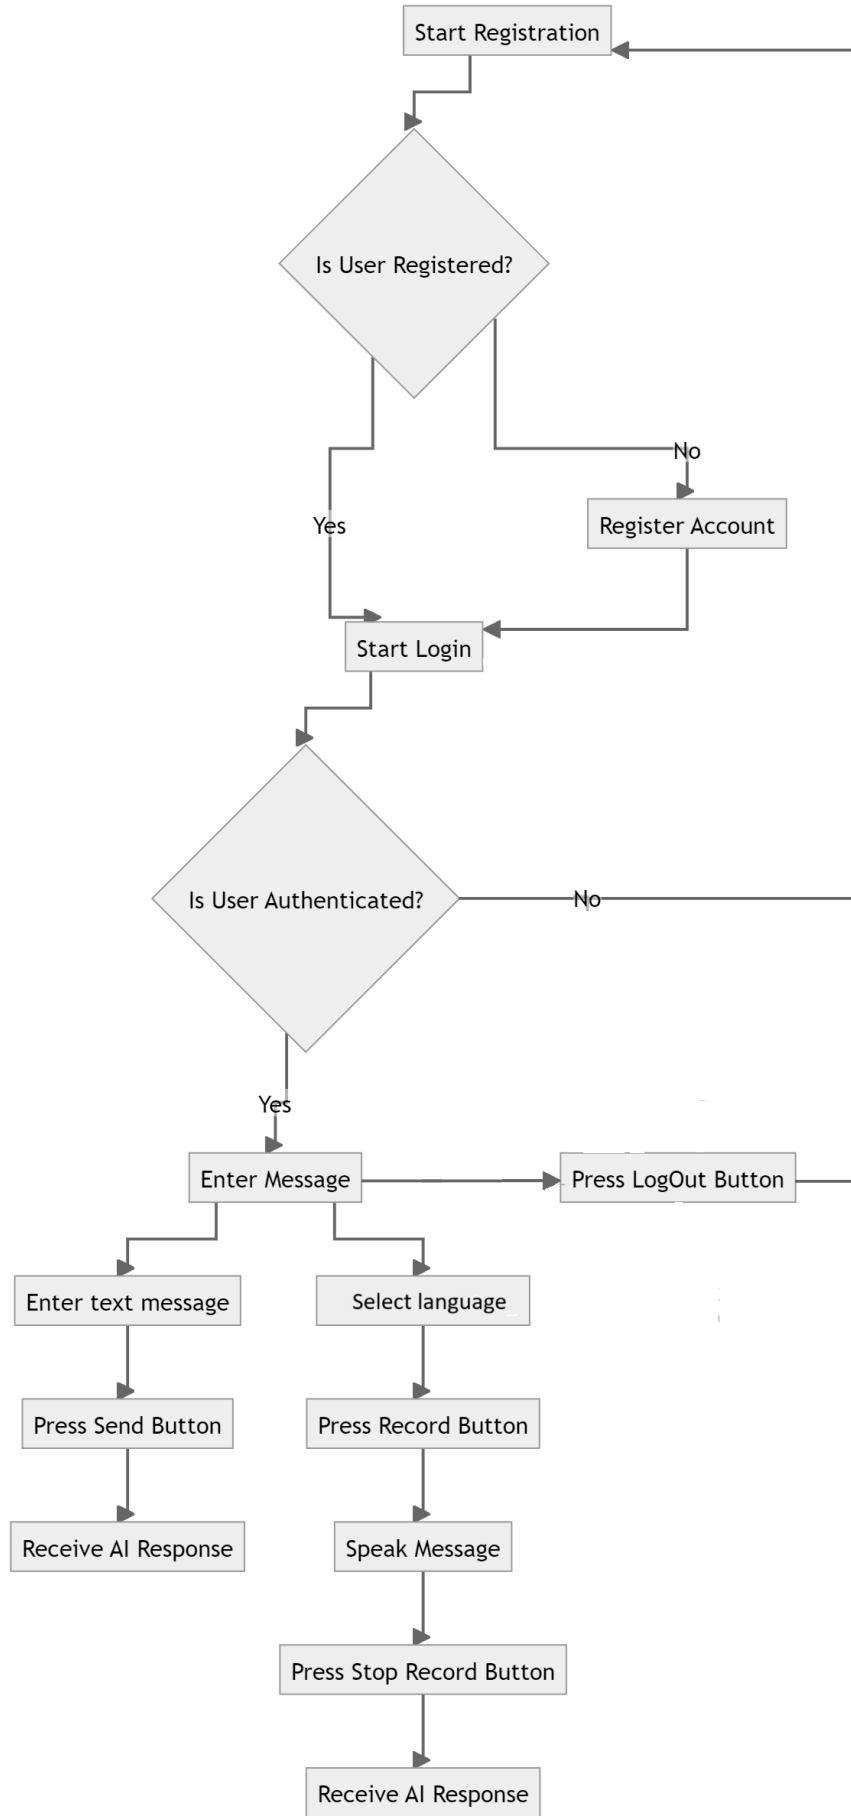 Start Registration
Is User Registered?
No
Yes
Register Account
Start Login
Is User Authenticated?
No
Yes
Enter Message
Press LogOut Button
Enter text message
Select language
Press Send Button
Press Record Button
Receive AI Response
Speak Message
Press Stop Record Button
Receive AI Response